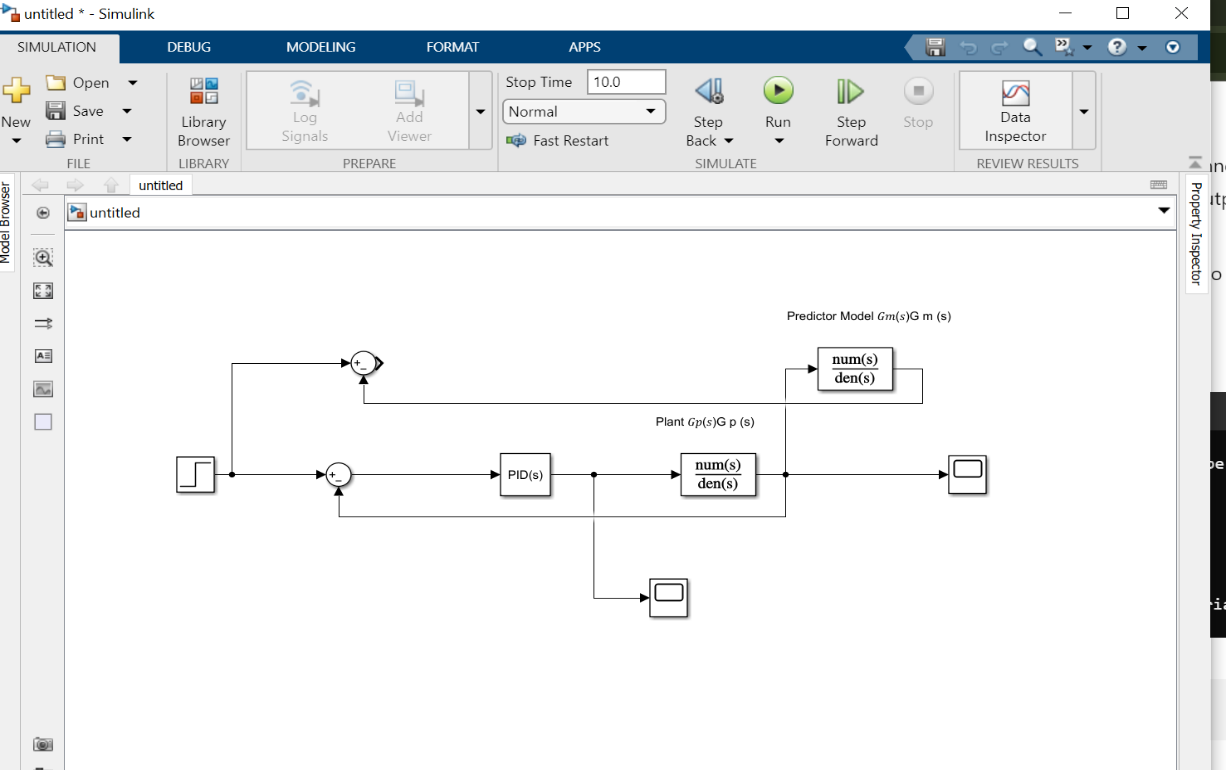 untitled * - Simulink
SIMULATION DEBUG MODELING FORMAT APPS
New
Open
Save
Print
FILE
Library
Browser
LIBRARY
Log
Signals
Add
Viewer
PREPARE
Stop Time 10.0
Normal
Fast Restart
Step
Back
Run
Step
Forward
Stop
SIMULATE
Data
Inspector
REVIEW RESULTS
untitled
untitled
Model Browser
Property Inspector
Predictor Model Gm(s)G m (s)
num(s)
den(s)
Plant Gp(s)G p (s)
PID(s)
num(s)
den(s)